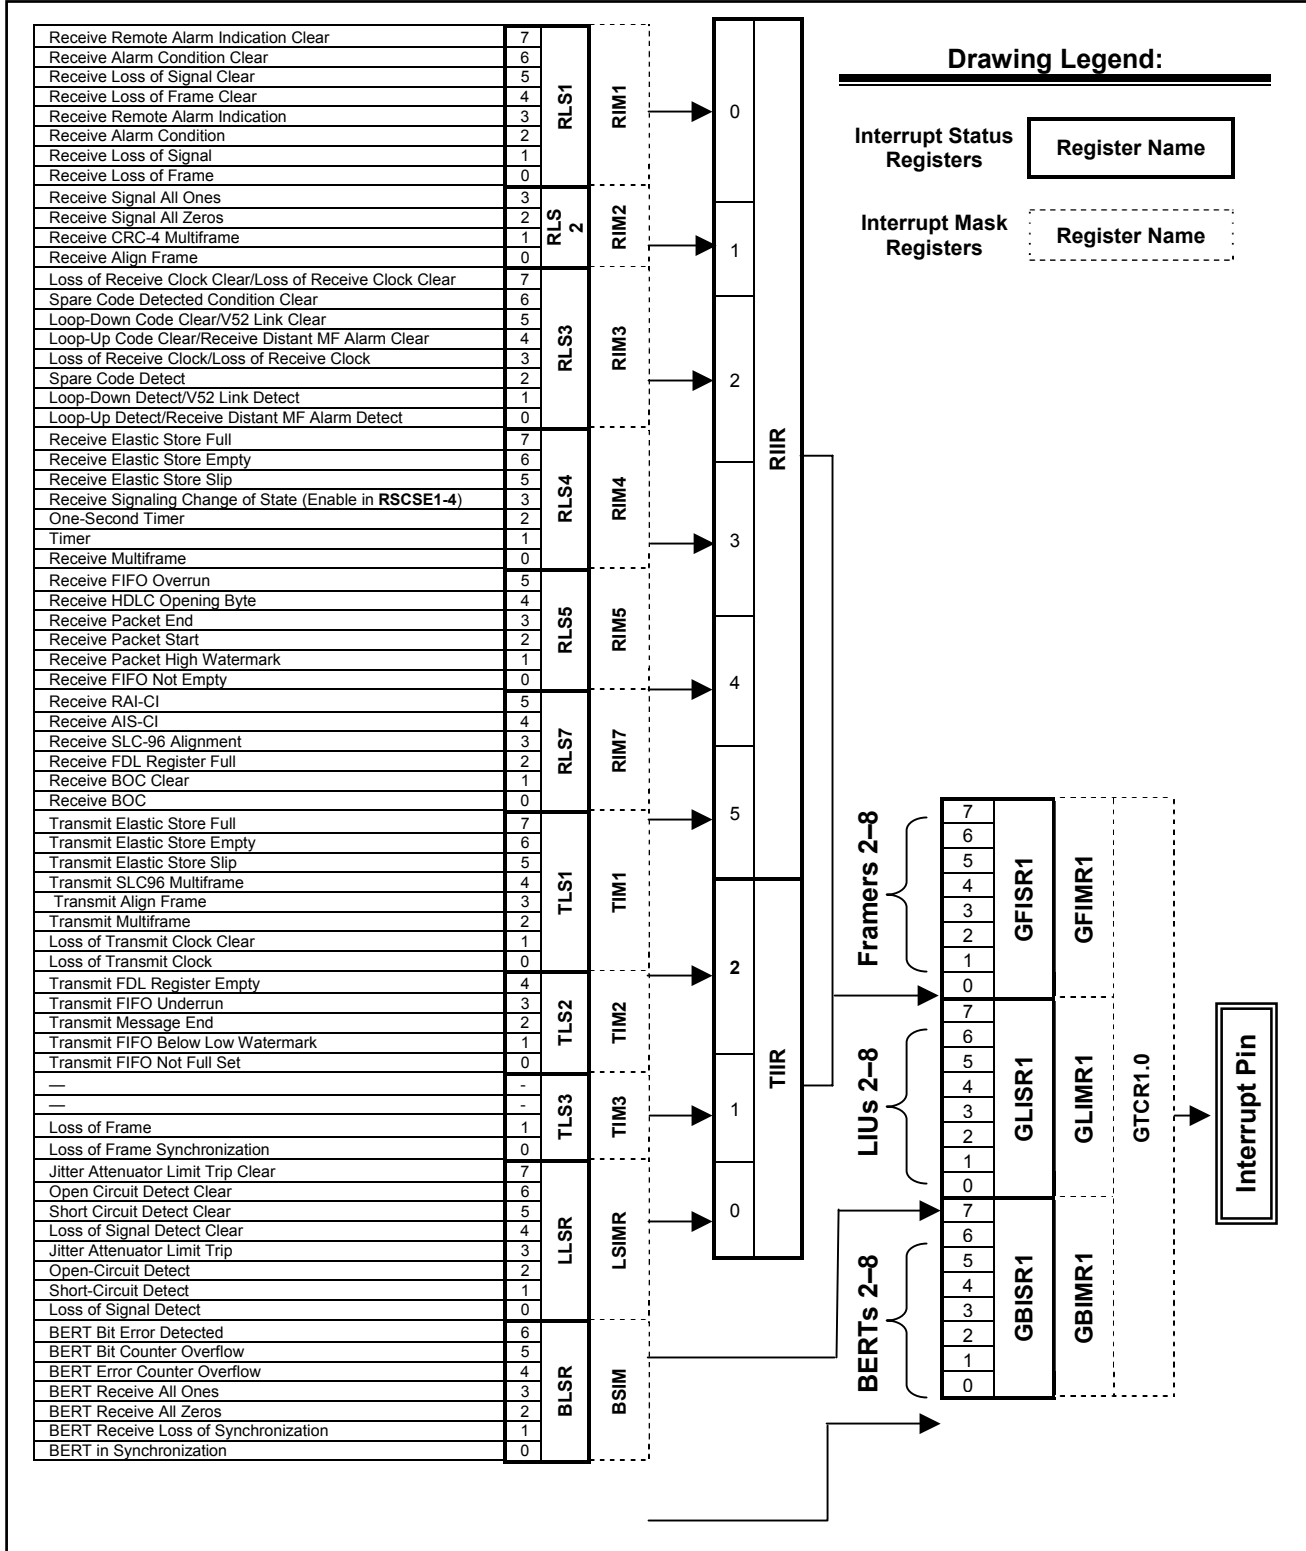 Receive Remote Alarm Indication Clear 7
Receive Alarm Condition Clear 6
Receive Loss of Signal Clear 5
Receive Loss of Frame Clear 4
Receive Remote Alarm Indication 3
Receive Alarm Condition 2
Receive Loss of Signal 1
Receive Loss of Frame 0
RLS1
RIM1
Receive Signal All Ones 3
Receive Signal All Zeros 2
Receive CRC-4 Multiframe 1
Receive Align Frame 0
RLS
2
RIM2
Loss of Receive Clock Clear/Loss of Receive Clock Clear 7
Spare Code Detected Condition Clear 6
Loop-Down Code Clear/V52 Link Clear 5
Loop-Up Code Clear/Receive Distant MF Alarm Clear 4
Loss of Receive Clock/Loss of Receive Clock 3
Spare Code Detect 2
Loop-Down Detect/V52 Link Detect 1
Loop-Up Detect/Receive Distant MF Alarm Detect 0
RLS3
RIM3
Receive Elastic Store Full 7
Receive Elastic Store Empty 6
Receive Elastic Store Slip 5
Receive Signaling Change of State (Enable in RSCSE1-4) 3
One-Second Timer 2
Timer 1
Receive Multiframe 0
RLS4
RIM4
Receive FIFO Overrun 5
Receive HDLC Opening Byte 4
Receive Packet End 3
Receive Packet Start 2
Receive Packet High Watermark 1
Receive FIFO Not Empty 0
RLS5
RIM5
Receive RAI-CI 5
Receive AIS-CI 4
Receive SLC-96 Alignment 3
Receive FDL Register Full 2
Receive BOC Clear 1
Receive BOC 0
RLS7
RIM7
Transmit Elastic Store Full 7
Transmit Elastic Store Empty 6
Transmit Elastic Store Slip 5
Transmit SLC96 Multiframe 4
Transmit Align Frame 3
Transmit Multiframe 2
Loss of Transmit Clock Clear 1
Loss of Transmit Clock 0
TLS1
TIM1
Transmit FDL Register Empty 4
Transmit FIFO Underrun 3
Transmit Message End 2
Transmit FIFO Below Low Watermark 1
Transmit FIFO Not Full Set 0
TLS2
TIM2
— -
— -
Loss of Frame 1
Loss of Frame Synchronization 0
TLS3
TIM3
Jitter Attenuator Limit Trip Clear 7
Open Circuit Detect Clear 6
Short Circuit Detect Clear 5
Loss of Signal Detect Clear 4
Jitter Attenuator Limit Trip 3
Open-Circuit Detect 2
Short-Circuit Detect 1
Loss of Signal Detect 0
LLSR
LSIMR
BERT Bit Error Detected 6
BERT Bit Counter Overflow 5
BERT Error Counter Overflow 4
BERT Receive All Ones 3
BERT Receive All Zeros 2
BERT Receive Loss of Synchronization 1
BERT in Synchronization 0
BLSR
BSIM
0
1
2
3
4
5
RIIR
2
1
0
TIIR
Drawing Legend:
Interrupt Status
Registers
Register Name
Interrupt Mask
Registers
Register Name
Framers 2–8
7
6
5
4
3
2
1
0
GFISR1
GFIMR1
LIUs 2–8
7
6
5
4
3
2
1
0
GLISR1
GLIMR1
BERTs 2–8
7
6
5
4
3
2
1
0
GBISR1
GBIMR1
GTCR1.0
Interrupt Pin